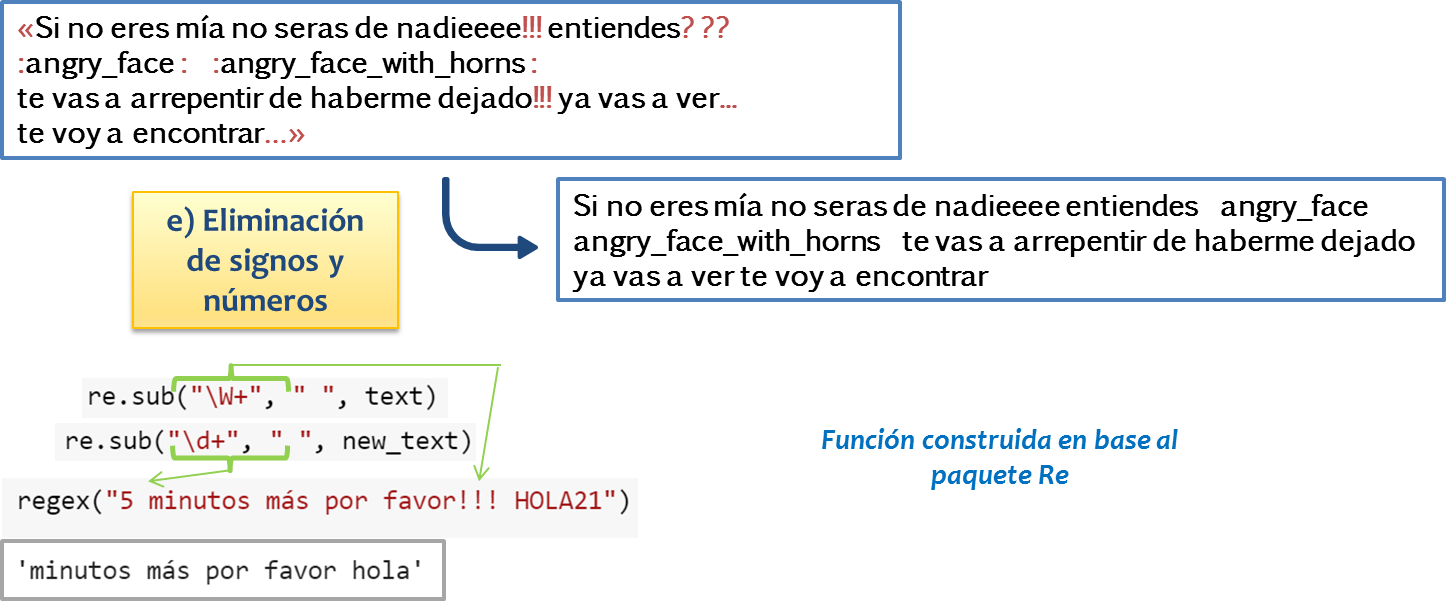 «Si no eres mía no seras de nadieeee!!! entiendes? ??
:angry_face :   :angry_face_with_horns :
te vas a arrepentir de haberme dejado!!! ya vas a ver...
te voy a encontrar...»
e) Eliminación
de signos y
números
Si no eres mía no seras de nadieeee entiendes   angry_face
angry_face_with_horns   te vas a arrepentir de haberme dejado
ya vas a ver te voy a encontrar
re.sub("\W+", " ", text)
re.sub("\d+", " ", new_text)
regex("5 minutos más por favor!!! HOLA21")
'minutos más por favor hola'
Función construida en base al
paquete Re